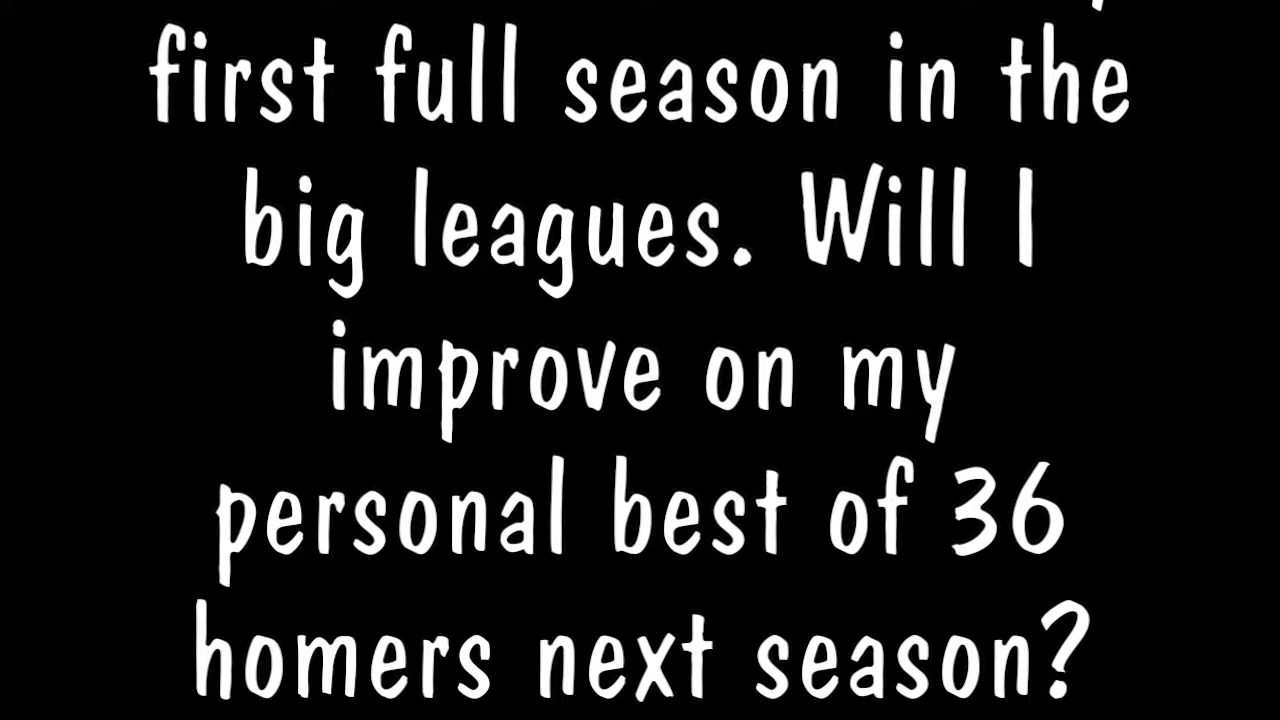 first full season in the
big leagues. Will I
improve on my
personal best of 36
homers next season?